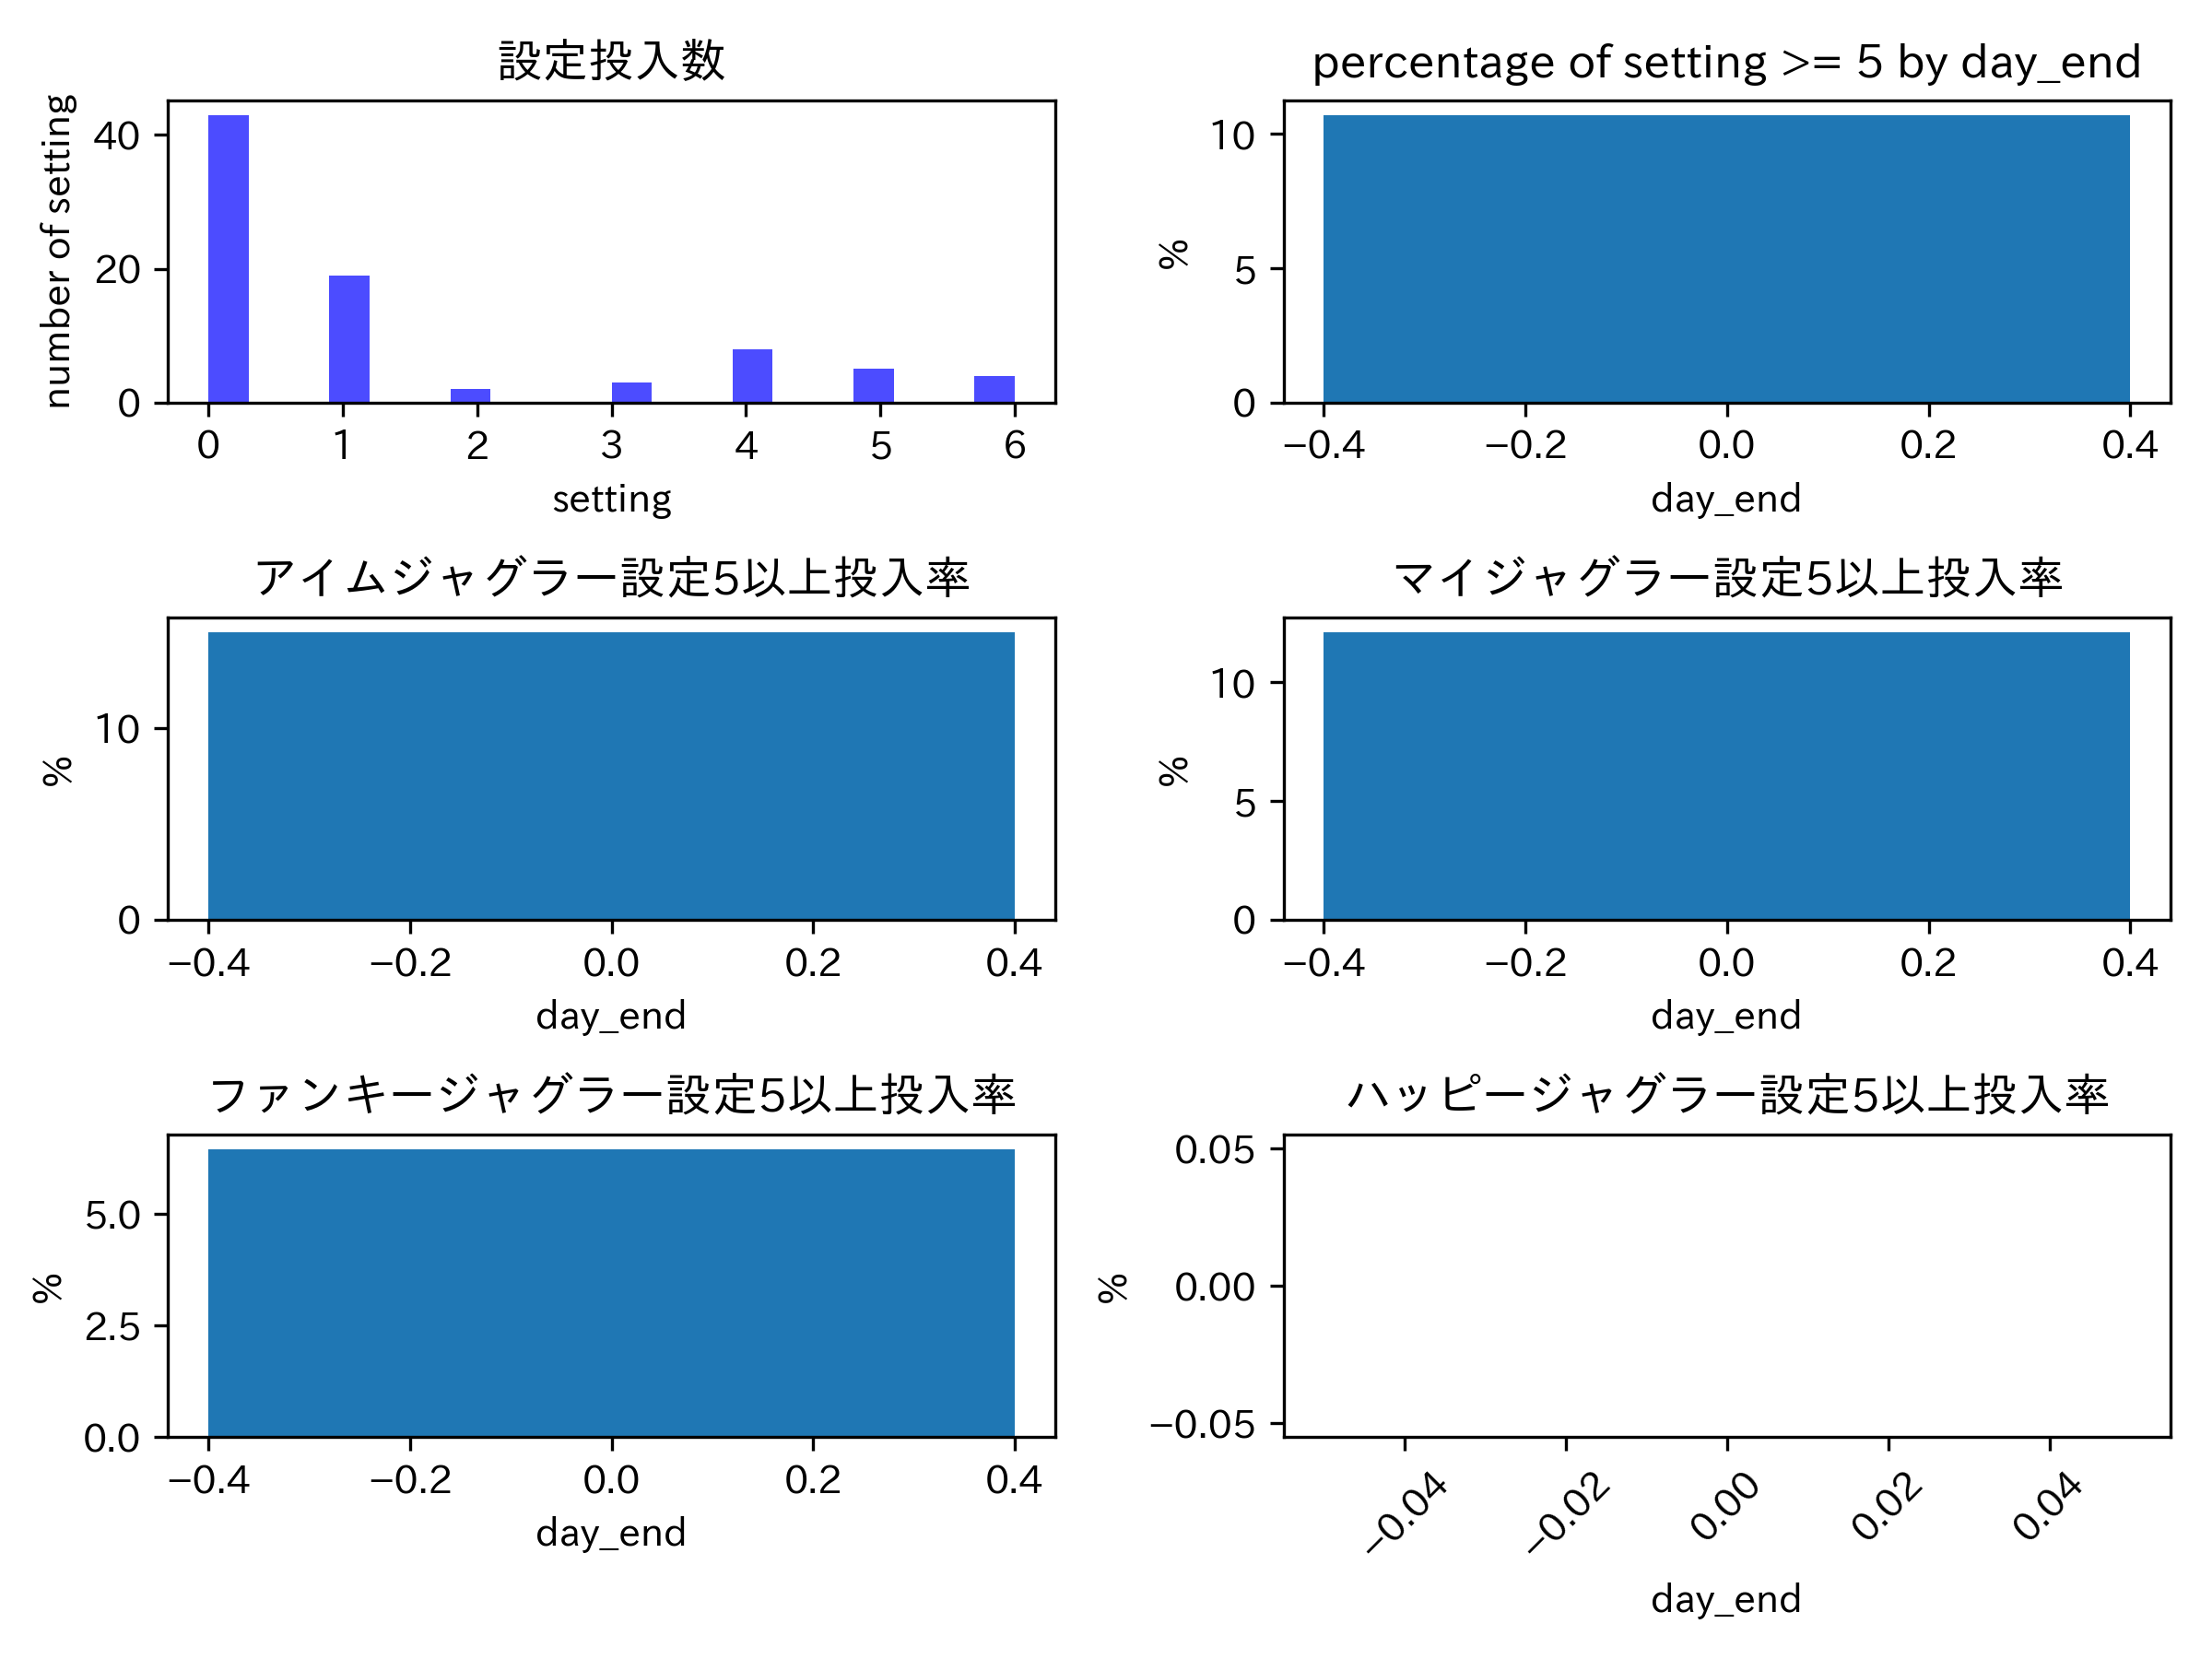 設定投入数
number of setting
40
20
0
0 1 2 3 4 5 6
setting
percentage of setting >= 5 by day_end
%
10
5
0
−0.4 −0.2 0.0 0.2 0.4
day_end
アイムジャグラー設定5以上投入率
%
10
0
−0.4 −0.2 0.0 0.2 0.4
day_end
マイジャグラー設定5以上投入率
%
10
5
0
−0.4 −0.2 0.0 0.2 0.4
day_end
ファンキージャグラー設定5以上投入率
%
5.0
2.5
0.0
−0.4 −0.2 0.0 0.2 0.4
day_end
ハッピージャグラー設定5以上投入率
%
0.05
0.00
−0.05
−0.04 −0.02 0.00 0.02 0.04
day_end